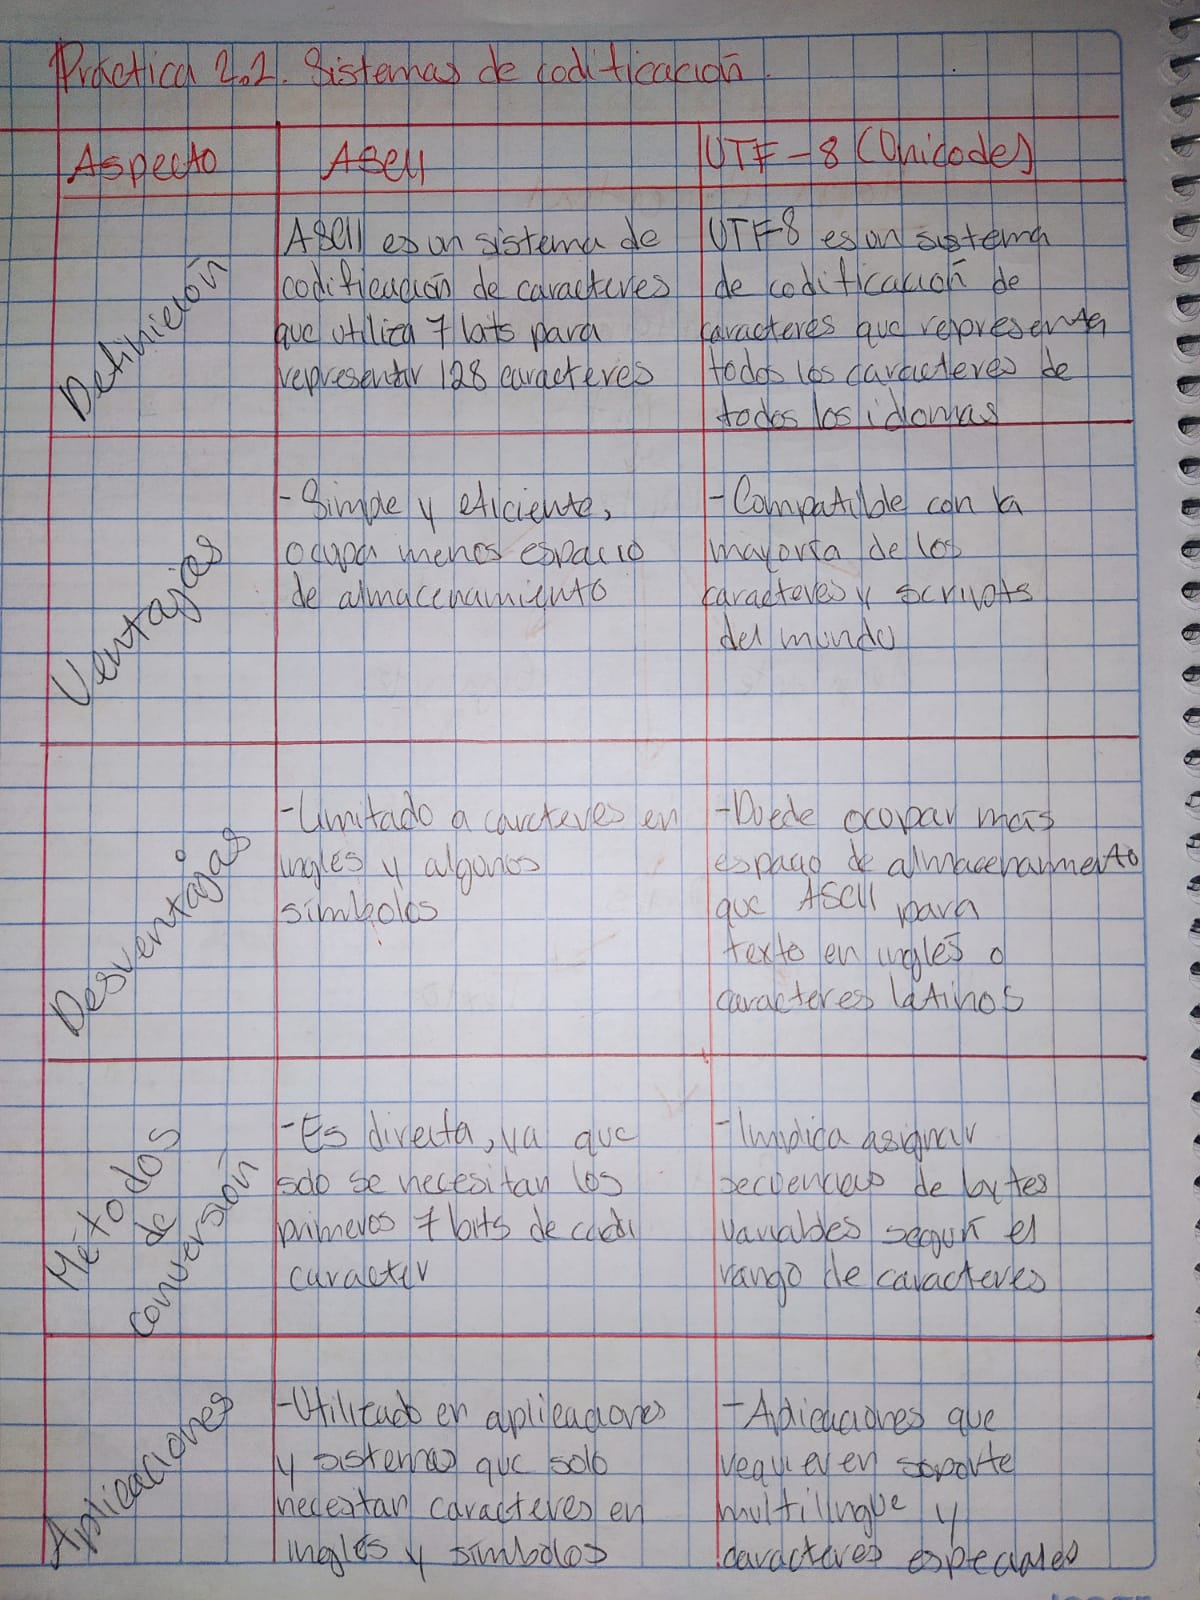 Práctica 2.2. Sistemas de codificación.
Aspecto
ASCII
UTF-8 (Unicodes)
Definición
ASCII es un sistema de
codificación de caracteres
que utiliza 7 bits para
representar 128 caracteres
UTF8 es un sistema
de codificación de
caracteres que representa
todos los caracteres de
todos los idiomas
Ventajas
-Simple y eficiente,
ocupa menos espacio
de almacenamiento
-Compatible con la
mayoría de los
caracteres y scripts
del mundo
Desventajas
-Limitado a carcteres en
ingles y algunos
símbolos
-Puede ocupar más
espacio de almacenamiento
que ASCII para
texto en inglés o
caracteres latinos
Métodos
de
conversión
-Es directa, ya que
solo se necesitan los
primeros 7 bits de cada
caracter
-Implica asignar
secuencias de bytes
variables según el
rango de caracteres
Aplicaciones
-Utilizado en aplicaciones
y sistemas que solo
necesitan caracteres en
ingles y símbolos
-Aplicaciones que
requieren soporte
multilingue y
caracteres especiales